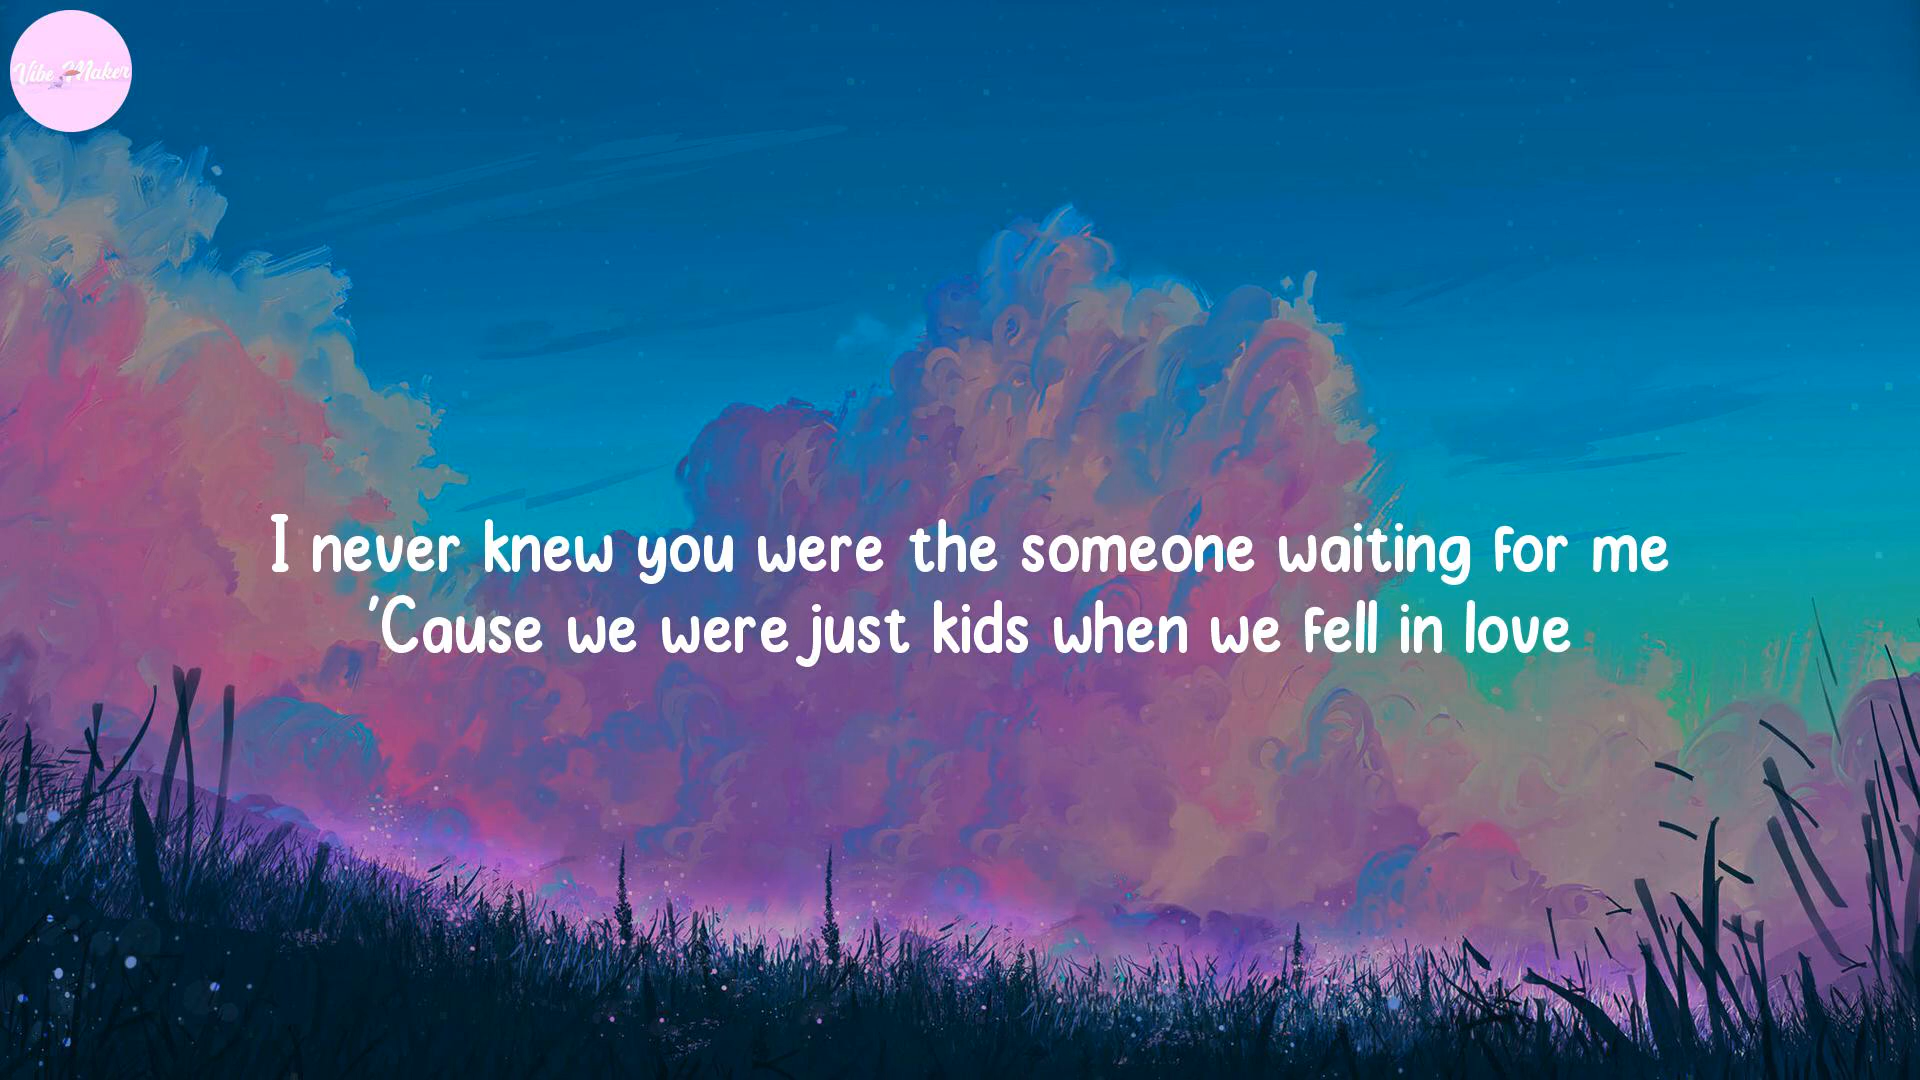 Vibe Maker
I never knew you were the someone waiting for me
'Cause we were just kids when we fell in love